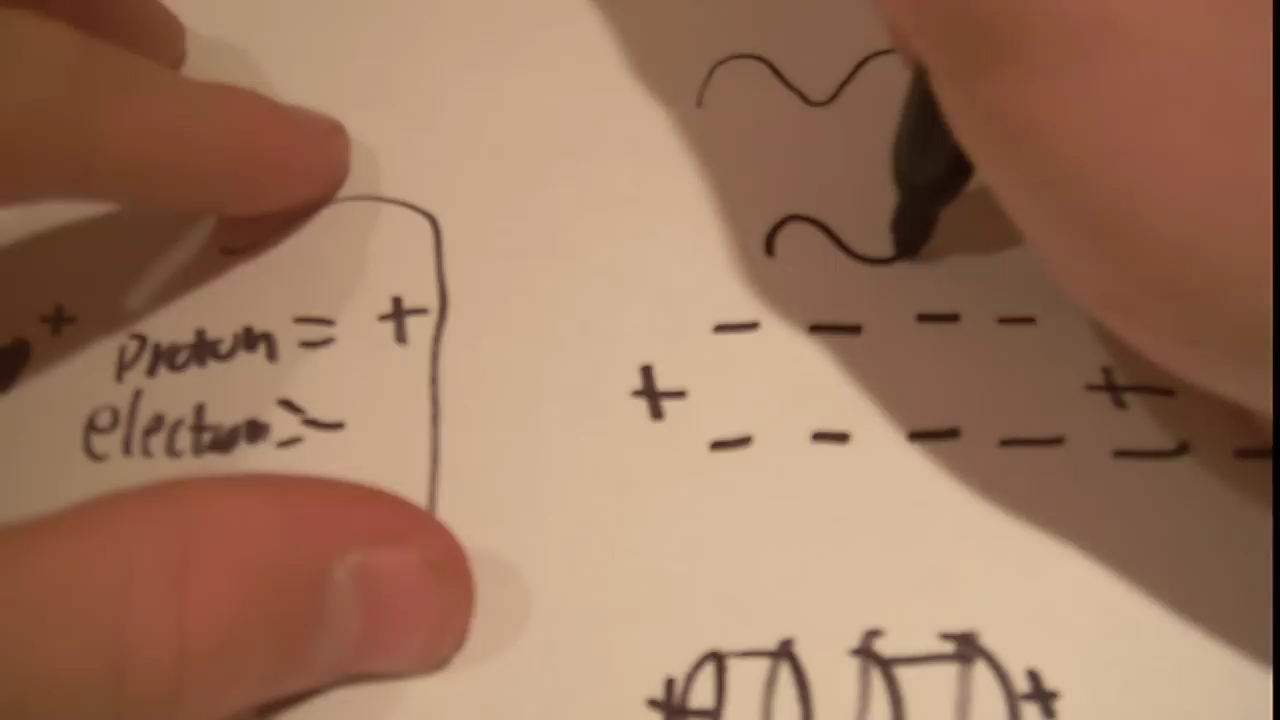 +
Proton = +
electron = -
- - - -
+ +
- - - - - -
+ +